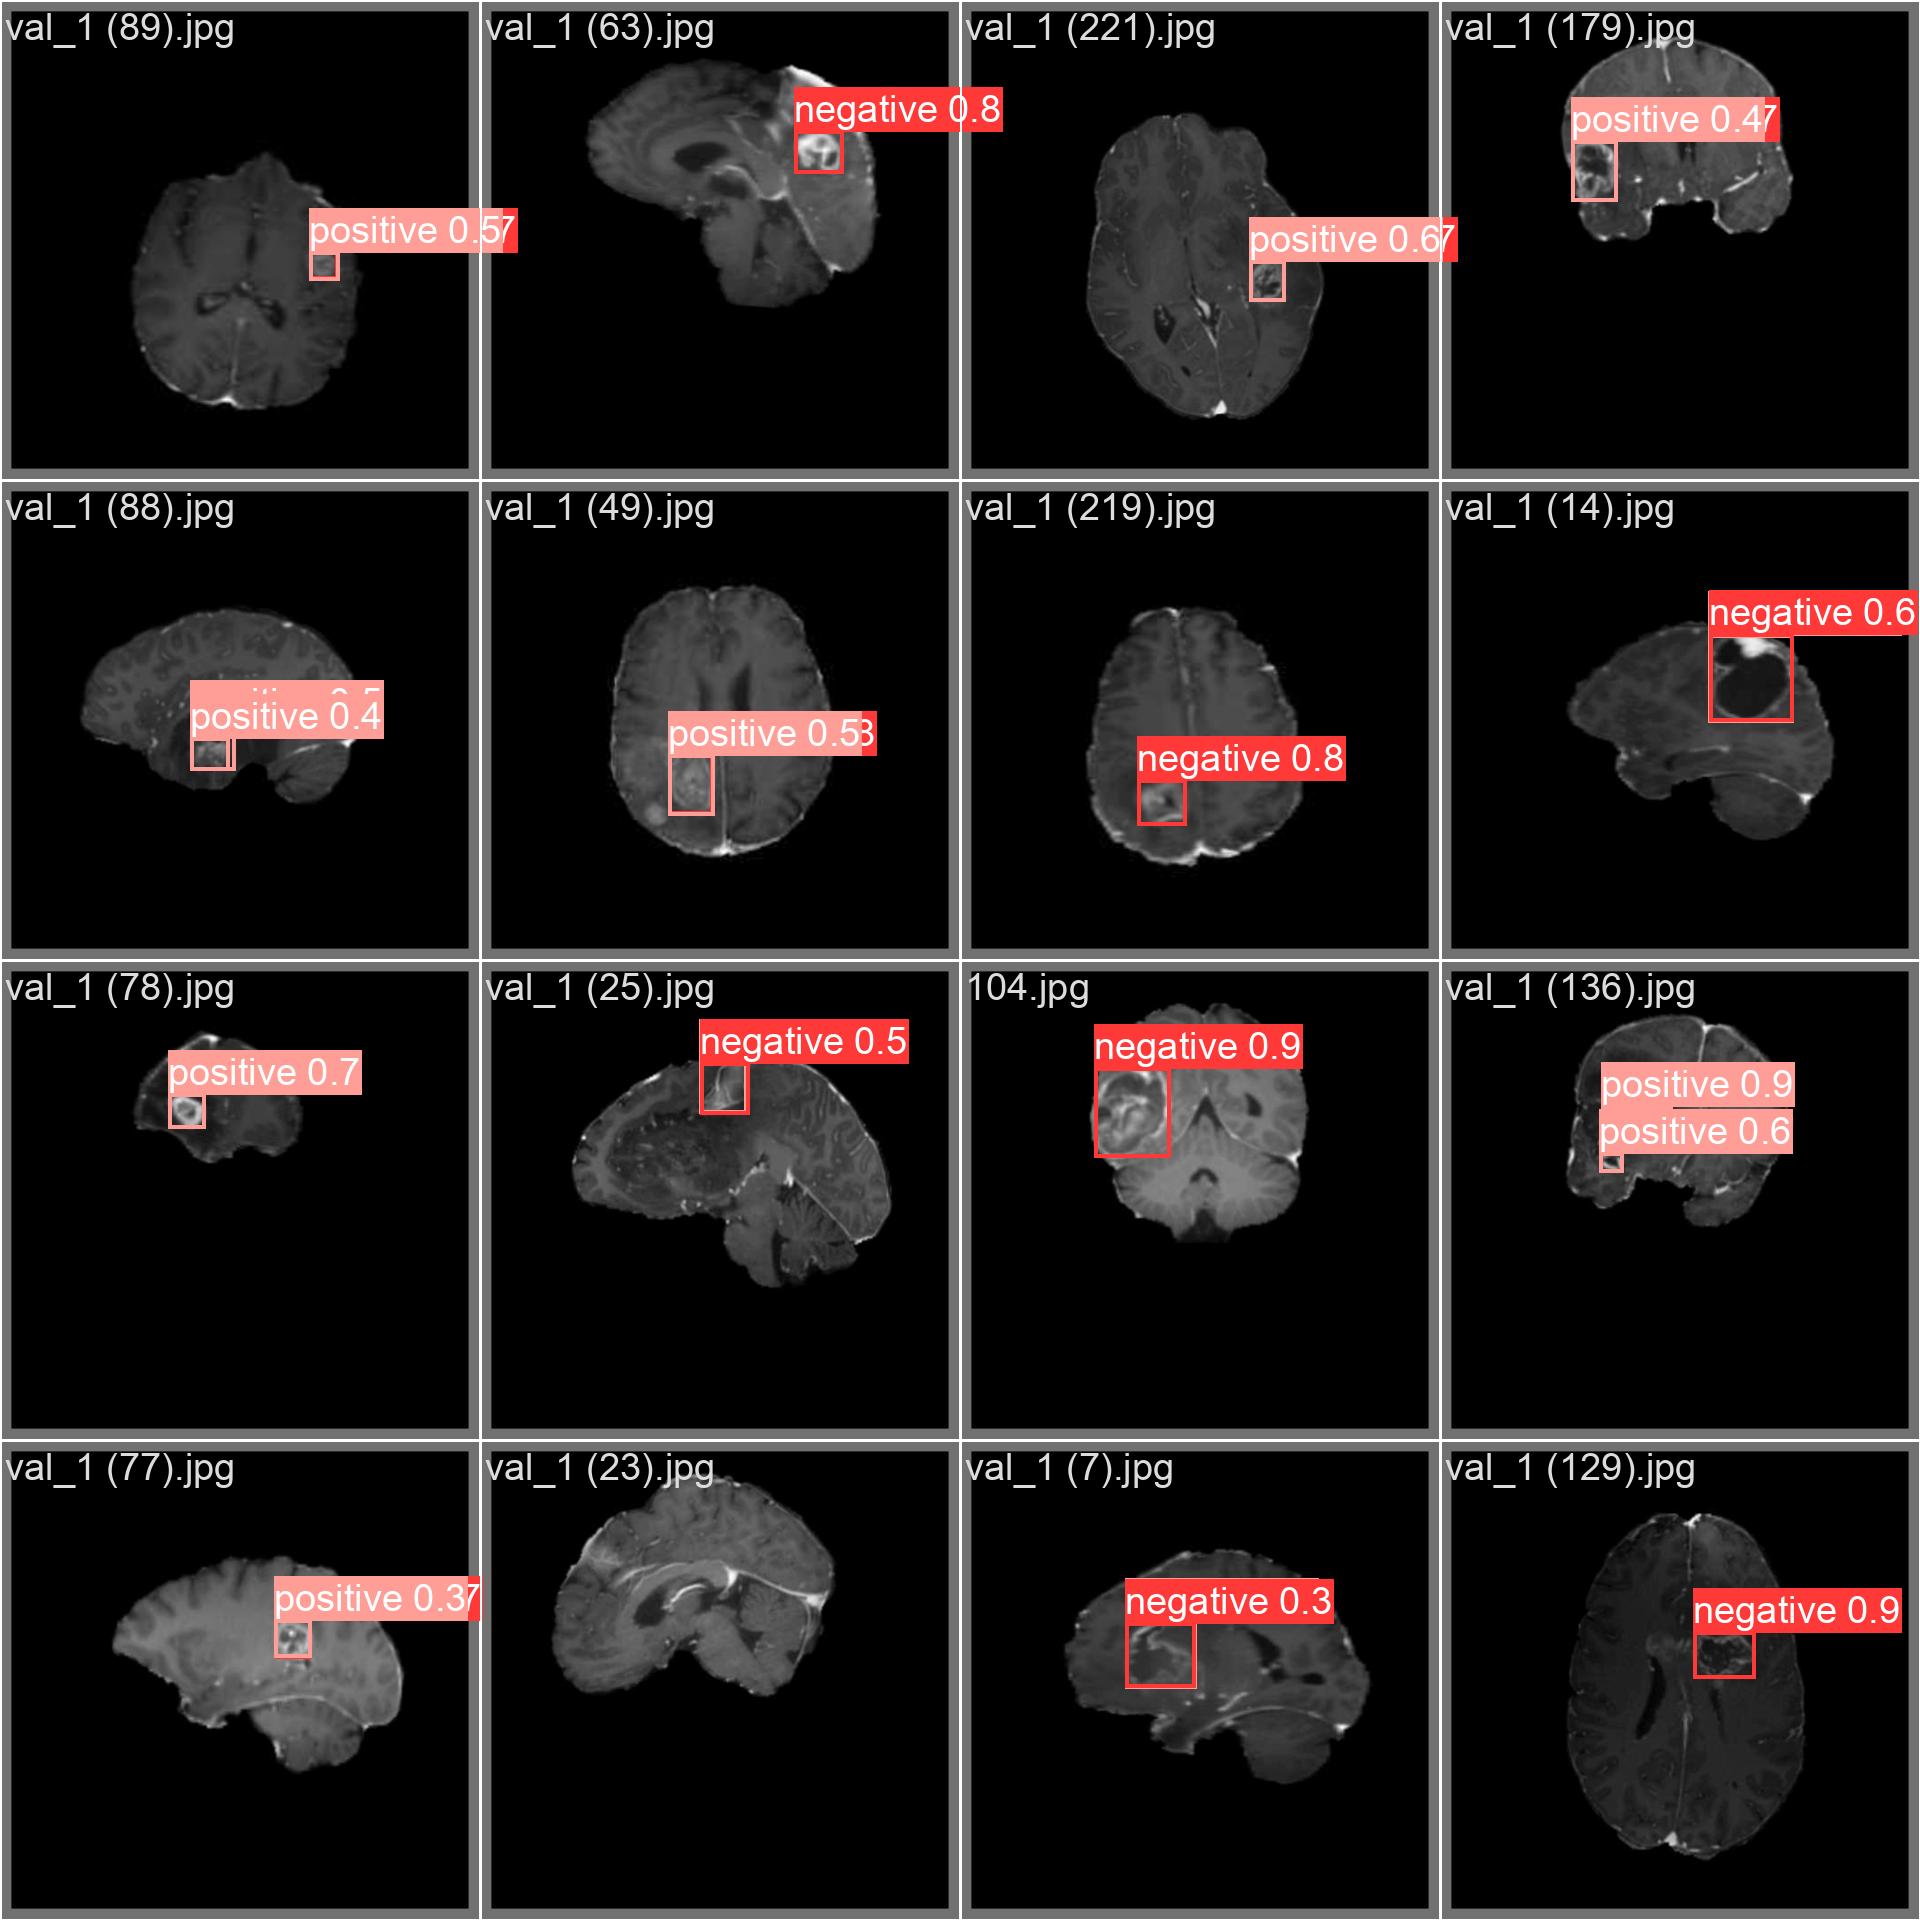 val_1 (89).jpg
positive 0.57
val_1 (63).jpg
negative 0.8
val_1 (221).jpg
positive 0.67
val_1 (179).jpg
positive 0.47
val_1 (88).jpg
positive 0.4
val_1 (49).jpg
positive 0.58
val_1 (219).jpg
negative 0.8
val_1 (14).jpg
negative 0.6
val_1 (78).jpg
positive 0.7
val_1 (25).jpg
negative 0.5
104.jpg
negative 0.9
val_1 (136).jpg
positive 0.9
positive 0.6
val_1 (77).jpg
positive 0.37
val_1 (23).jpg
val_1 (7).jpg
negative 0.3
val_1 (129).jpg
negative 0.9